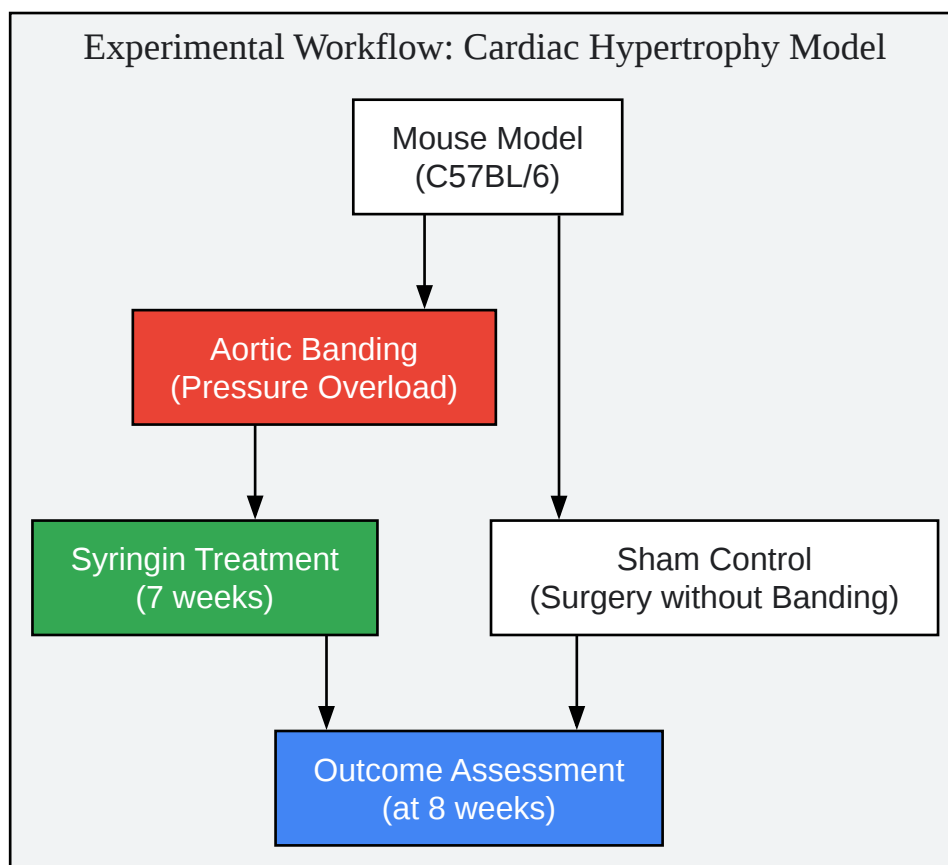 Experimental Workflow: Cardiac Hypertrophy Model
Mouse Model
(C57BL/6)
Aortic Banding
(Pressure Overload)
Syringin Treatment
(7 weeks)
Sham Control
(Surgery without Banding)
Outcome Assessment
(at 8 weeks)